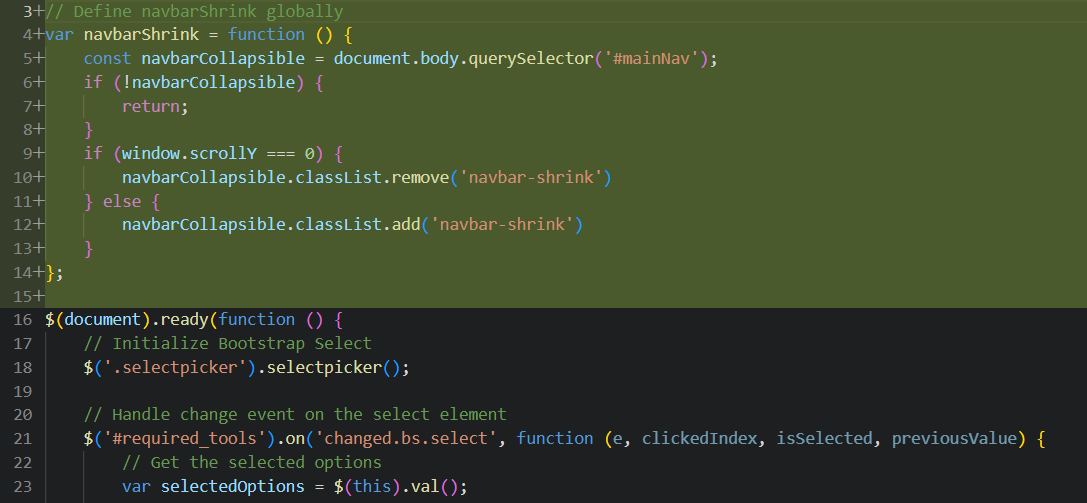 3+// Define navbarShrink globally
4+var navbarShrink = function () {
5+    const navbarCollapsible = document.body.querySelector('#mainNav');
6+    if (!navbarCollapsible) {
7+        return;
8+    }
9+    if (window.scrollY === 0) {
10+        navbarCollapsible.classList.remove('navbar-shrink')
11+    } else {
12+        navbarCollapsible.classList.add('navbar-shrink')
13+    }
14+};
15+
16 $(document).ready(function () {
17     // Initialize Bootstrap Select
18     $('.selectpicker').selectpicker();
19
20     // Handle change event on the select element
21     $('#required_tools').on('changed.bs.select', function (e, clickedIndex, isSelected, previousValue) {
22         // Get the selected options
23         var selectedOptions = $(this).val();